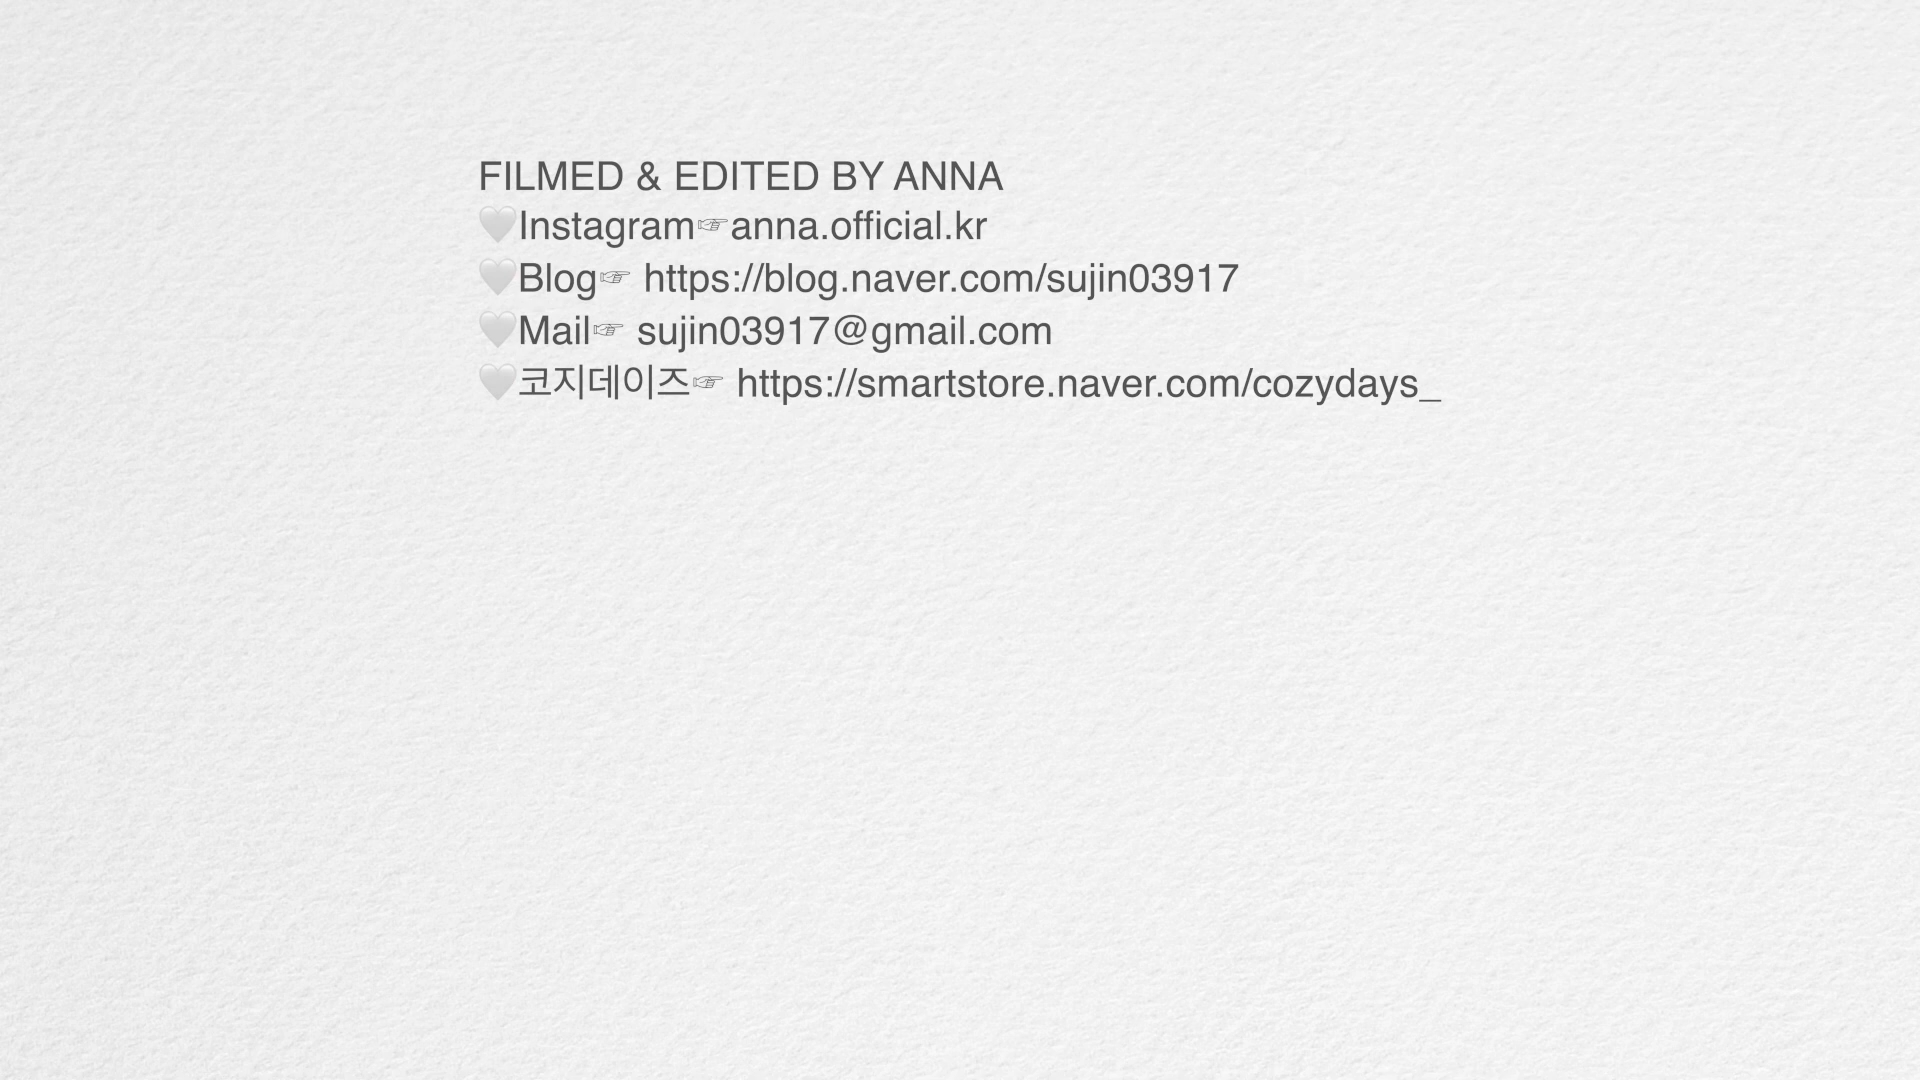 FILMED & EDITED BY ANNA
🤍Instagram☞anna.official.kr
🤍Blog☞ https://blog.naver.com/sujin03917
🤍Mail☞ sujin03917@gmail.com
🤍코지데이즈☞ https://smartstore.naver.com/cozydays_